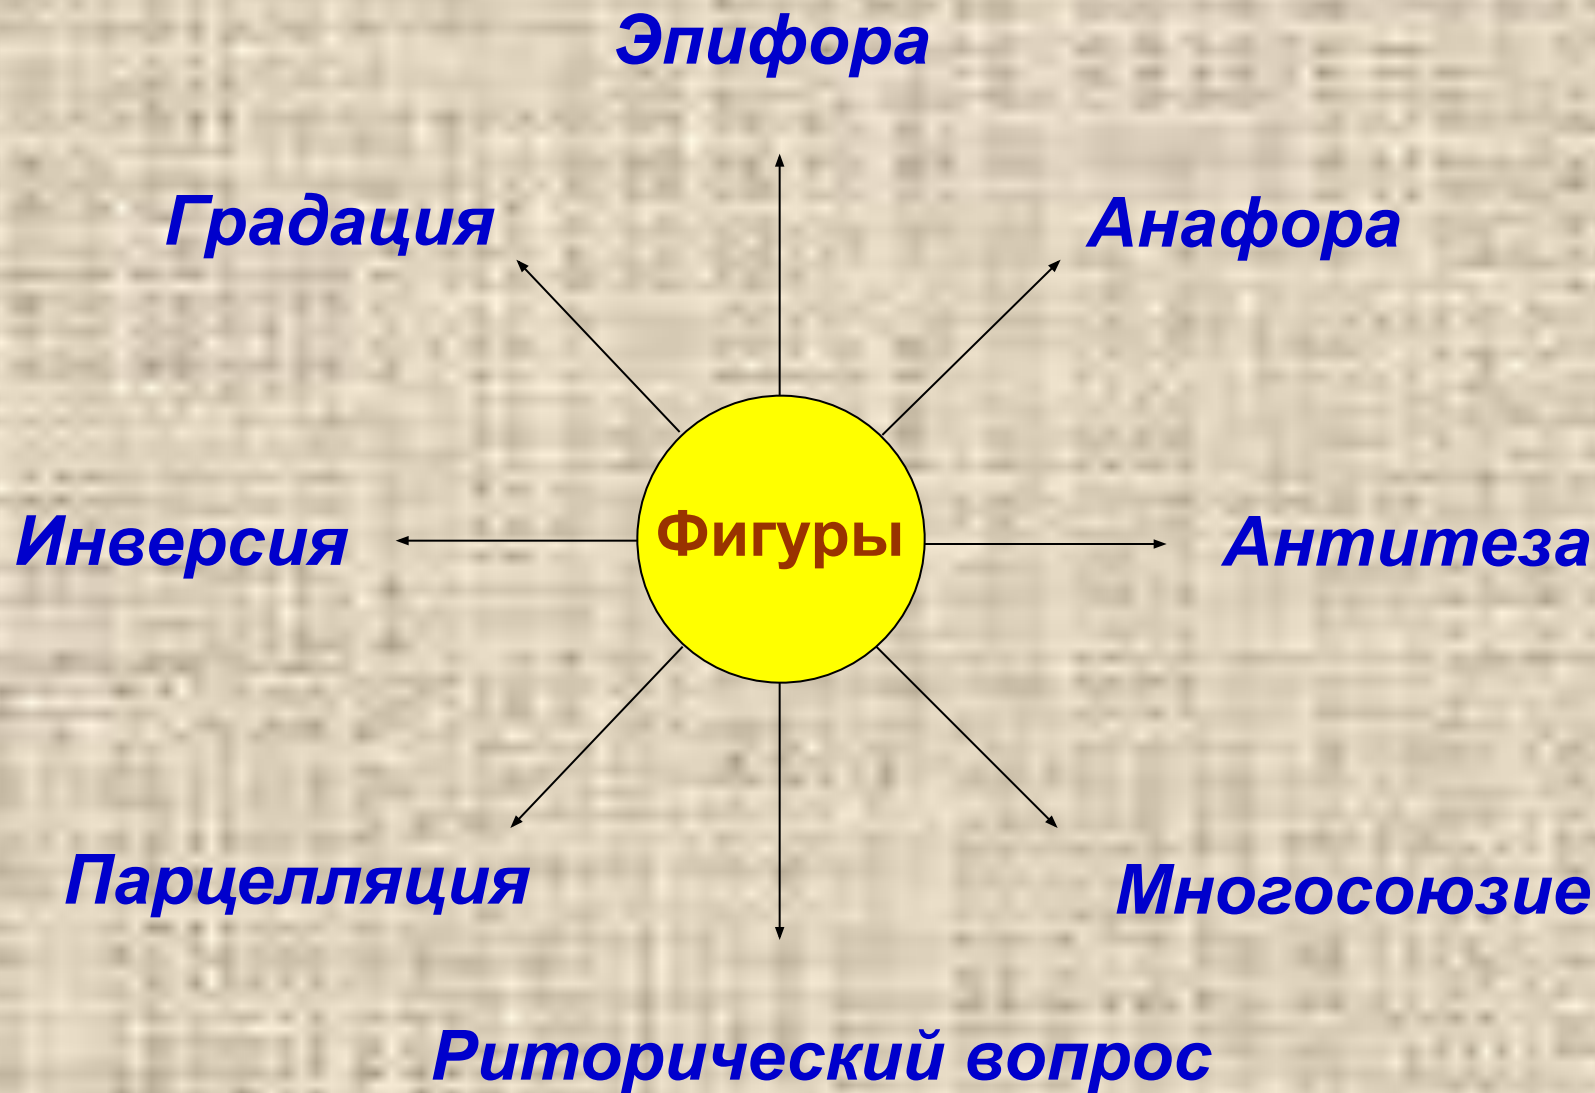 Эпифора
Градация
Анафора
Инверсия
Фигуры
Антитеза
Парцелляция
Многосоюзие
Риторический вопрос